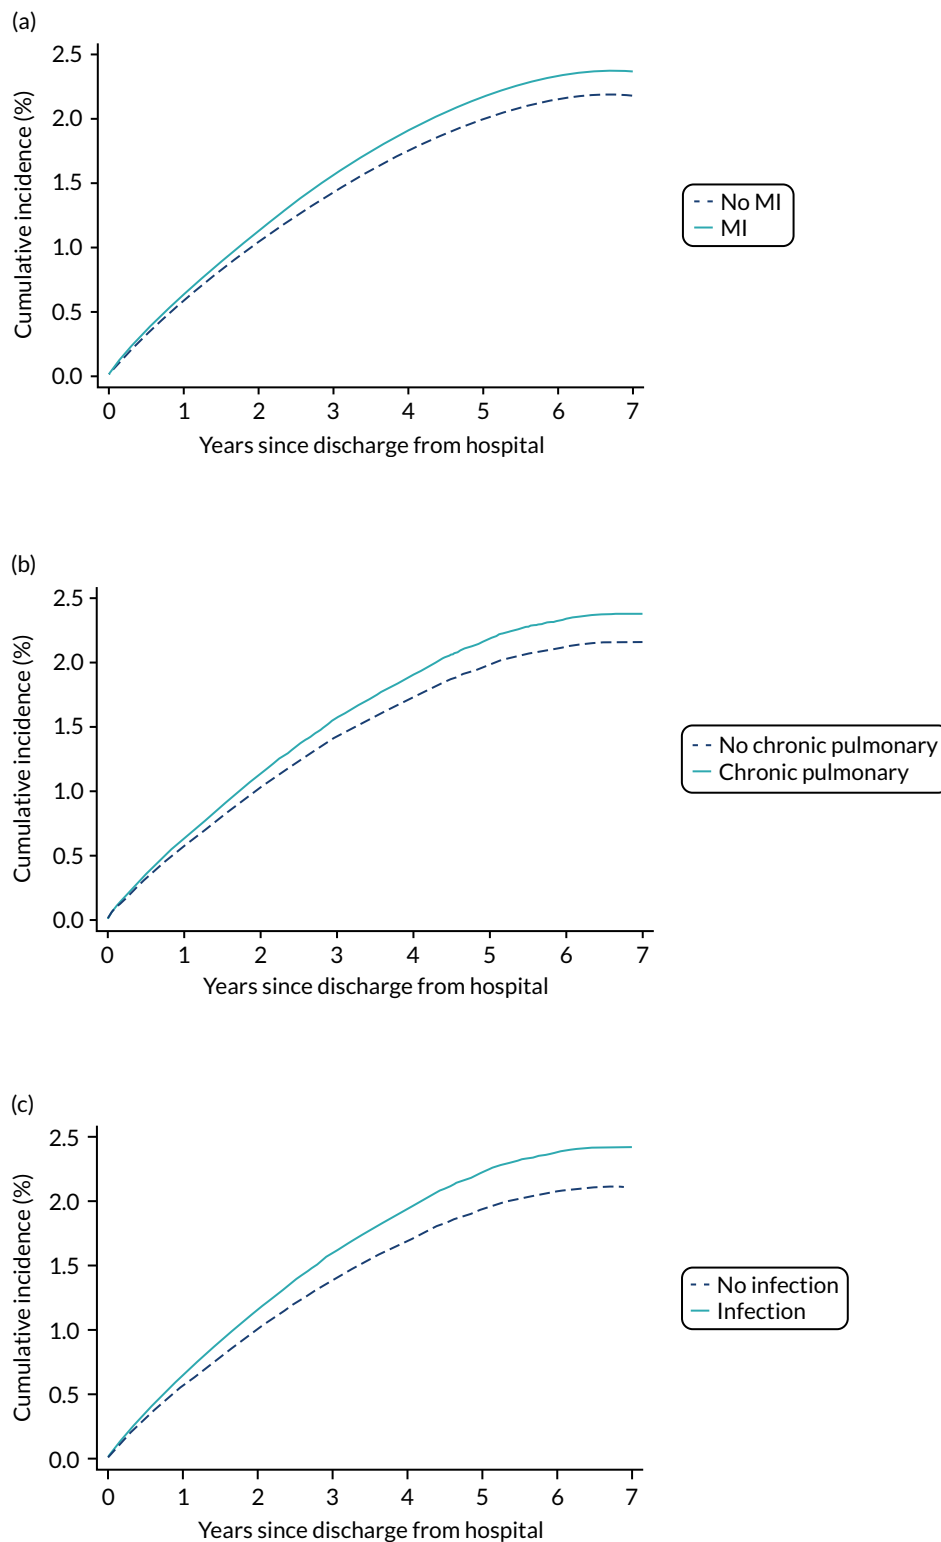 (a)
Cumulative incidence (%)
2.5
2.0
1.5
1.0
0.5
0.0
0 1 2 3 4 5 6 7
Years since discharge from hospital
No MI
MI
(b)
Cumulative incidence (%)
2.5
2.0
1.5
1.0
0.5
0.0
0 1 2 3 4 5 6 7
Years since discharge from hospital
No chronic pulmonary
Chronic pulmonary
(c)
Cumulative incidence (%)
2.5
2.0
1.5
1.0
0.5
0.0
0 1 2 3 4 5 6 7
Years since discharge from hospital
No infection
Infection